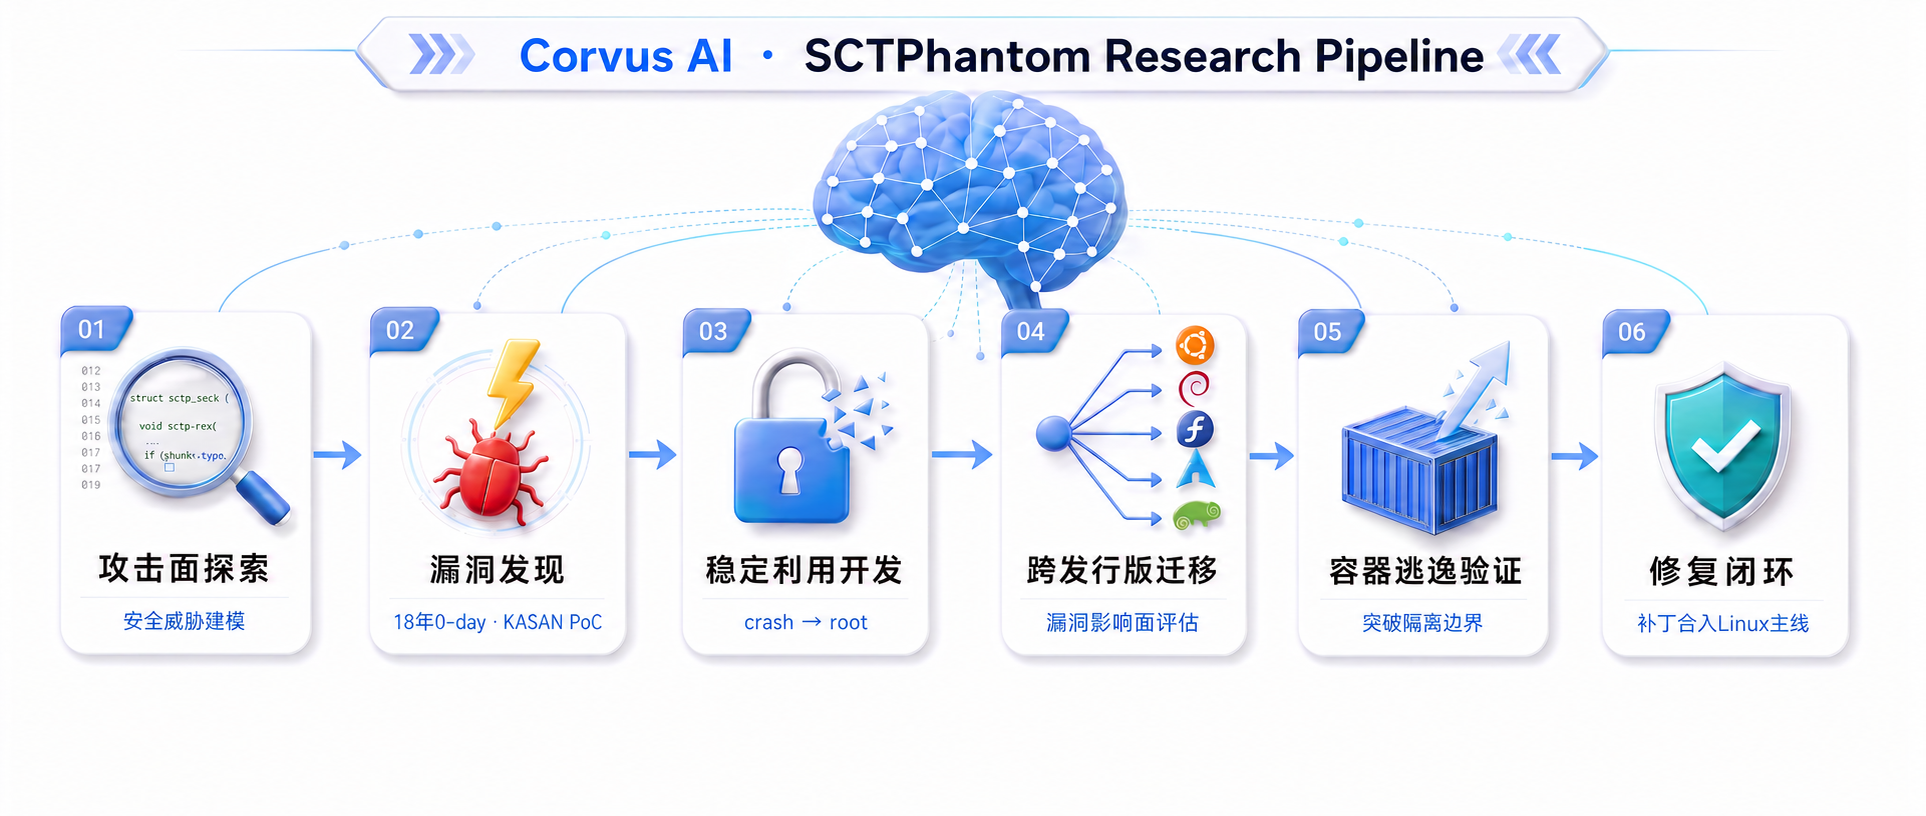 Corvus AI · SCTPhantom Research Pipeline
01
012
013
014
015
016
017
017
019
struct sctp_seck (
void sctp-rex(
....
if (shunk‹.typo.
攻击面探索
安全威胁建模
02
漏洞发现
18年0-day · KASAN PoC
03
稳定利用开发
crash → root
04
跨发行版迁移
漏洞影响面评估
05
容器逃逸验证
突破隔离边界
06
修复闭环
补丁合入Linux主线